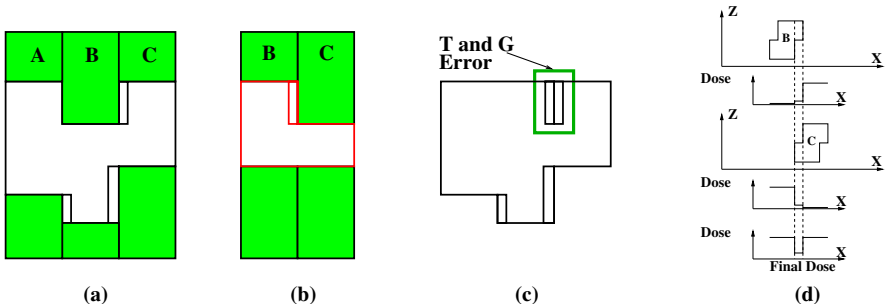 A B C
B C
T and G
Error
Z
B
X
Dose
X
Z
C
X
Dose
X
Dose
X
Final Dose
(a) (b) (c) (d)